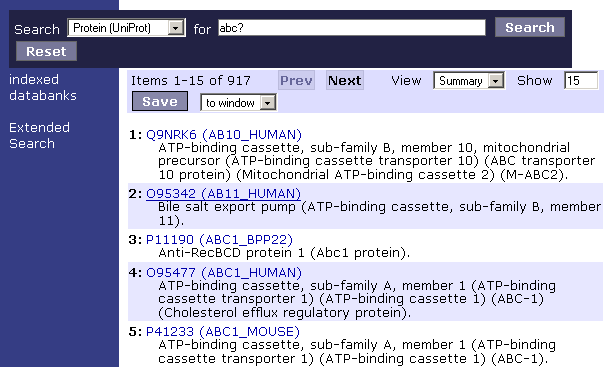 Search Protein (UniProt) for abc? Search
Reset
indexed
databanks
Extended
Search
Items 1-15 of 917 Prev Next View Summary Show 15
Save to window
1: Q9NRK6 (AB10_HUMAN)
ATP-binding cassette, sub-family B, member 10, mitochondrial
precursor (ATP-binding cassette transporter 10) (ABC transporter
10 protein) (Mitochondrial ATP-binding cassette 2) (M-ABC2).
2: O95342 (AB11_HUMAN)
Bile salt export pump (ATP-binding cassette, sub-family B, member
11).
3: P11190 (ABC1_BPP22)
Anti-RecBCD protein 1 (Abc1 protein).
4: O95477 (ABC1_HUMAN)
ATP-binding cassette, sub-family A, member 1 (ATP-binding
cassette transporter 1) (ATP-binding cassette 1) (ABC-1)
(Cholesterol efflux regulatory protein).
5: P41233 (ABC1_MOUSE)
ATP-binding cassette, sub-family A, member 1 (ATP-binding
cassette transporter 1) (ATP-binding cassette 1) (ABC-1).